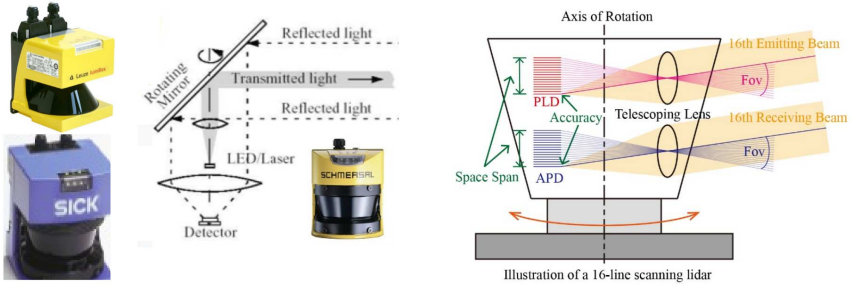 Leuze
SICK
Rotating
Mirror
Reflected light
Transmitted light
Reflected light
LED/Laser
Detector
SCHMERSAL
Axis of Rotation
16th Emitting Beam
Fov
PLD
Telescoping Lens
Accuracy
16th Receiving Beam
Fov
Space Span
APD
Illustration of a 16-line scanning lidar